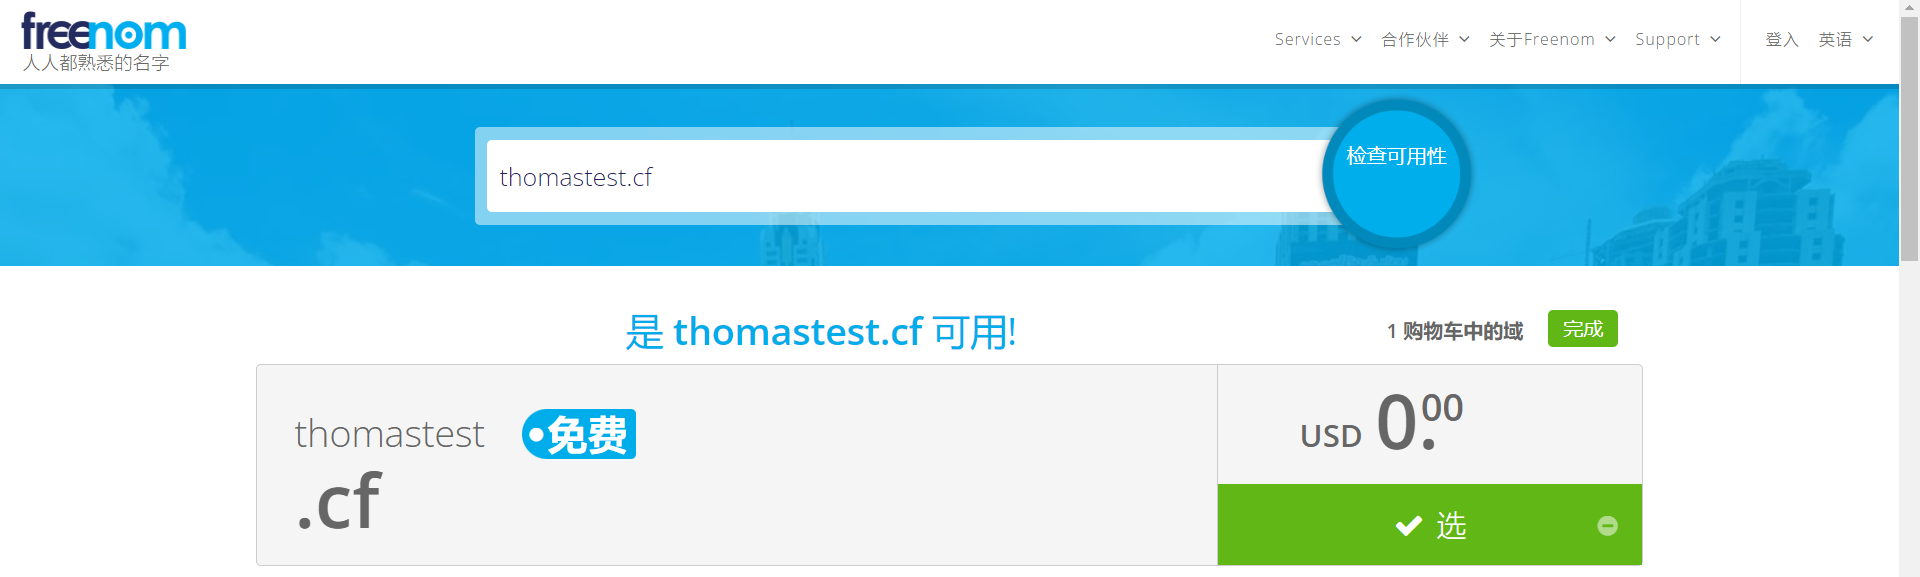 freenom
人人都熟悉的名字
Services 合作伙伴 关于Freenom Support 登入 英语
thomastest.cf
检查可用性
是 thomastest.cf 可用!
1 购物车中的域 完成
thomastest 免费
.cf
USD 0.00
选